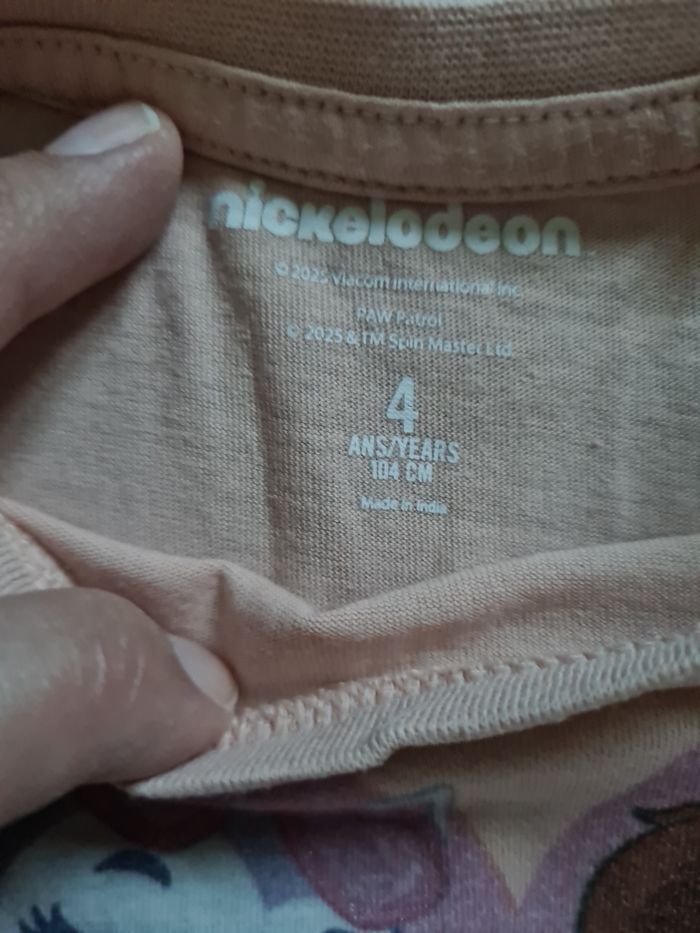 nickelodeon
© 2025 Viacom International Inc.
PAW Patrol
© 2025 & TM Spin Master Ltd.
4
ANS/YEARS
104 CM
Made in India